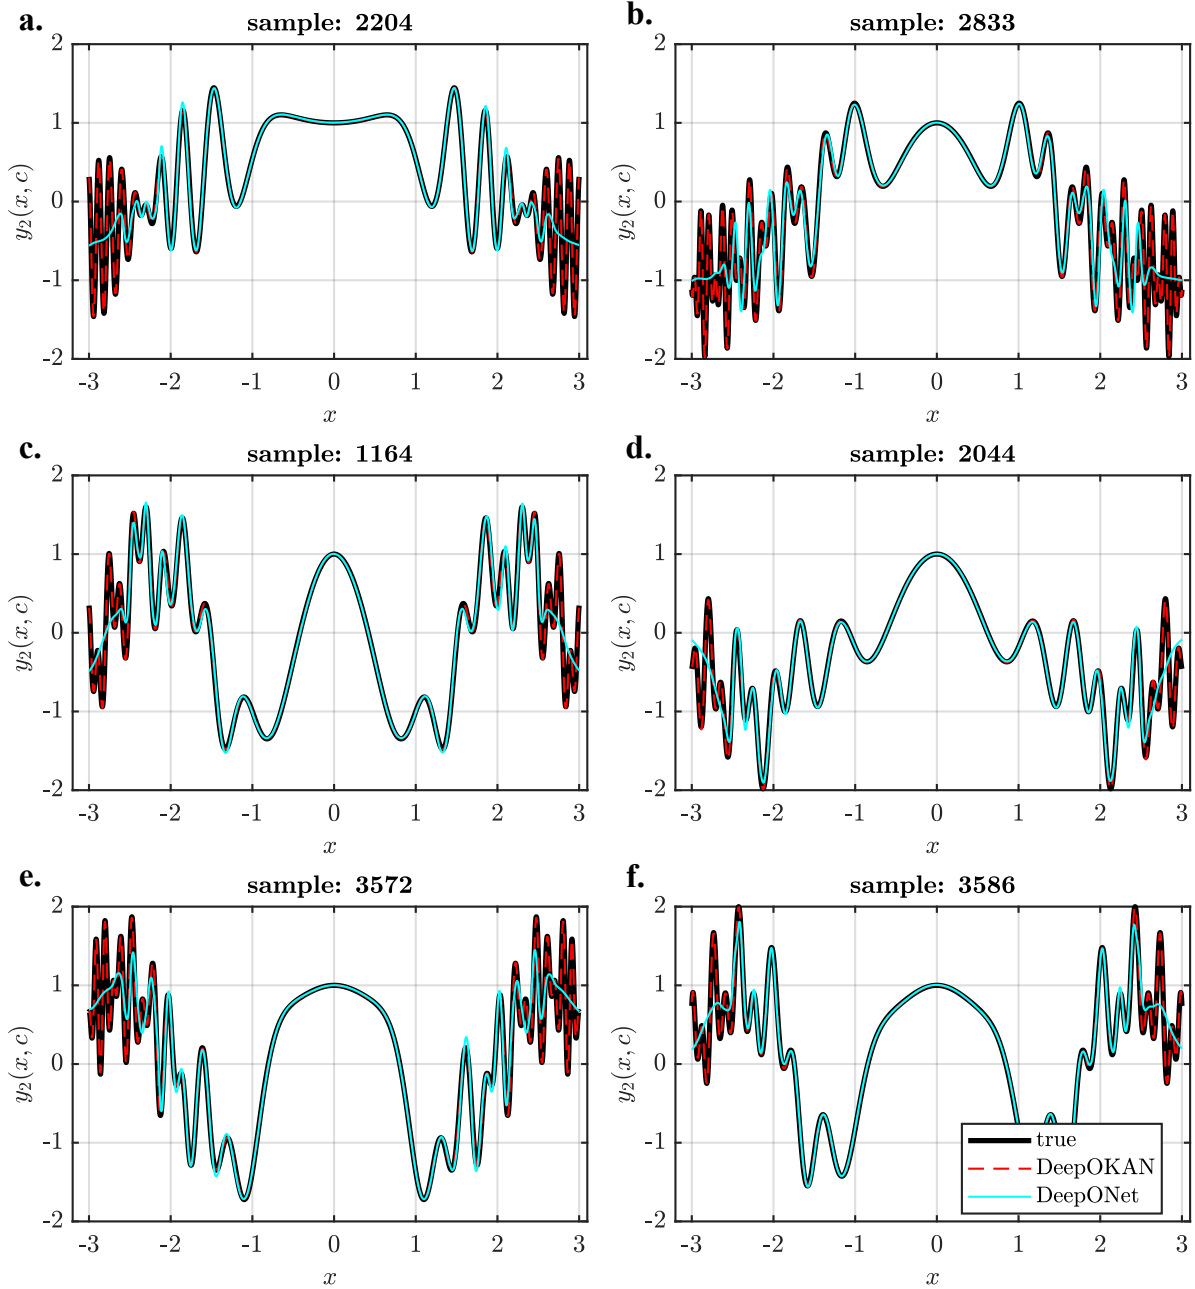 a.
sample: 2204
2
1
0
-1
-2
y₂(x, c)
-3 -2 -1 0 1 2 3
x
b.
sample: 2833
2
1
0
-1
-2
y₂(x, c)
-3 -2 -1 0 1 2 3
x
c.
sample: 1164
2
1
0
-1
-2
y₂(x, c)
-3 -2 -1 0 1 2 3
x
d.
sample: 2044
2
1
0
-1
-2
y₂(x, c)
-3 -2 -1 0 1 2 3
x
e.
sample: 3572
2
1
0
-1
-2
y₂(x, c)
-3 -2 -1 0 1 2 3
x
f.
sample: 3586
2
1
0
-1
-2
y₂(x, c)
true
DeepOKAN
DeepONet
-3 -2 -1 0 1 2 3
x